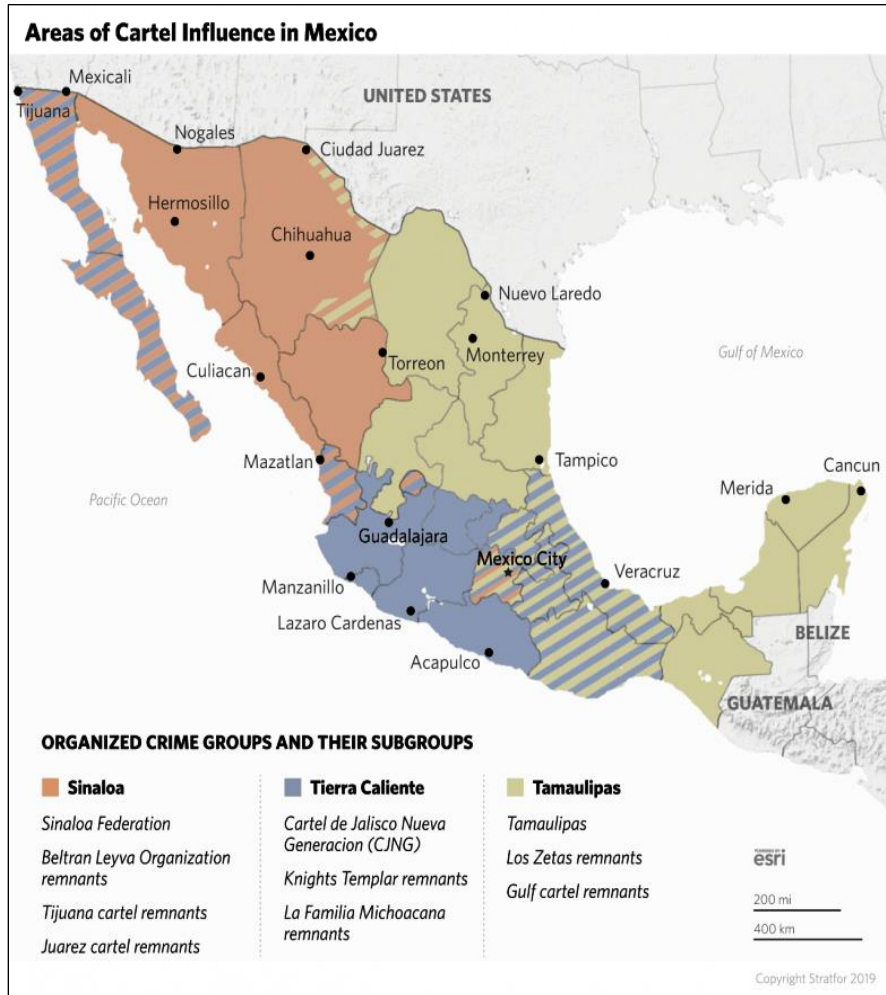 Areas of Cartel Influence in Mexico
Mexicali
UNITED STATES
Tijuana
Nogales
Ciudad Juarez
Hermosillo
Chihuahua
Nuevo Laredo
Monterrey
Gulf of Mexico
Torreon
Culiacan
Mazatlan
Tampico
Cancun
Merida
Pacific Ocean
Guadalajara
Mexico City
Veracruz
Manzanillo
Lazaro Cardenas
BELIZE
Acapulco
GUATEMALA
ORGANIZED CRIME GROUPS AND THEIR SUBGROUPS
Sinaloa
Sinaloa Federation
Beltran Leyva Organization
remnants
Tijuana cartel remnants
Juarez cartel remnants
Tierra Caliente
Cartel de Jalisco Nueva
Generacion (CJNG)
Knights Templar remnants
La Familia Michoacana
remnants
Tamaulipas
Tamaulipas
Los Zetas remnants
Gulf cartel remnants
POWERED BY
esri
200 mi
400 km
Copyright Stratfor 2019